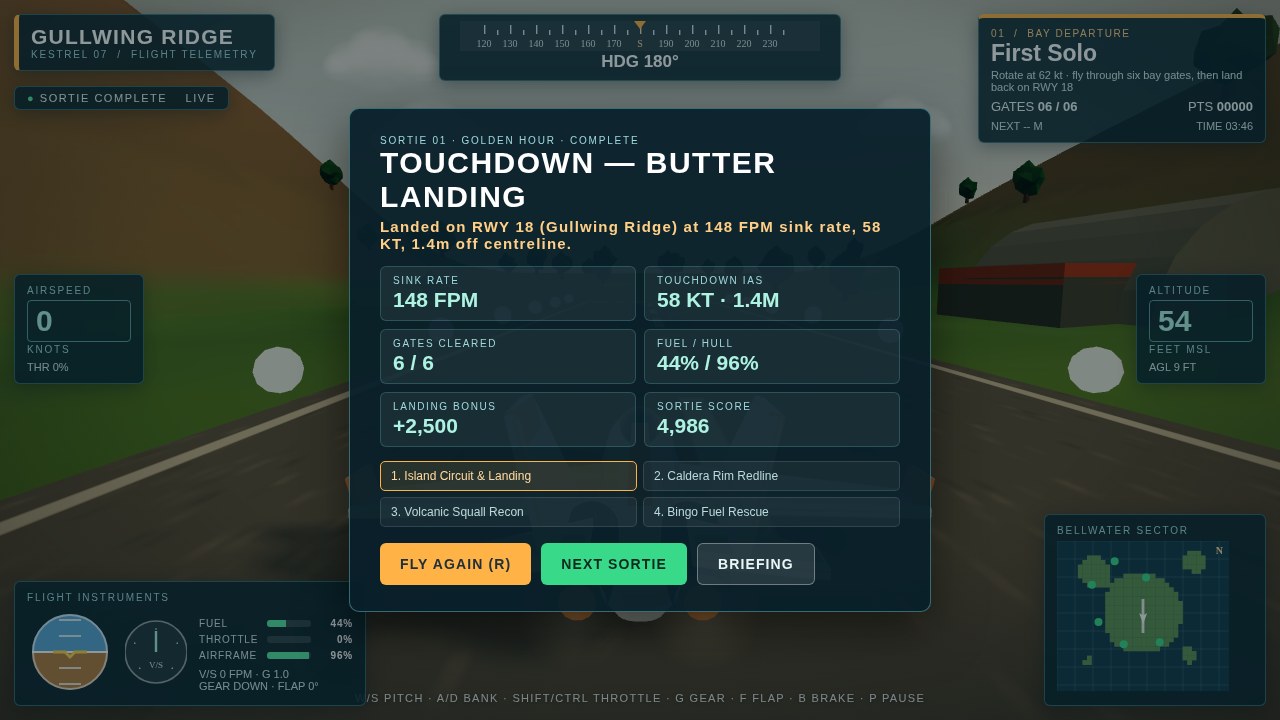 GULLWING RIDGE
KESTREL 07 / FLIGHT TELEMETRY
● SORTIE COMPLETE LIVE
120 130 140 150 160 170 S 190 200 210 220 230
HDG 180°
01 / BAY DEPARTURE
First Solo
Rotate at 62 kt · fly through six bay gates, then land
back on RWY 18
GATES 06 / 06 PTS 00000
NEXT -- M TIME 03:46
SORTIE 01 · GOLDEN HOUR · COMPLETE
TOUCHDOWN — BUTTER
LANDING
Landed on RWY 18 (Gullwing Ridge) at 148 FPM sink rate, 58
KT, 1.4m off centreline.
SINK RATE
148 FPM
TOUCHDOWN IAS
58 KT · 1.4M
GATES CLEARED
6 / 6
FUEL / HULL
44% / 96%
LANDING BONUS
+2,500
SORTIE SCORE
4,986
1. Island Circuit & Landing
2. Caldera Rim Redline
3. Volcanic Squall Recon
4. Bingo Fuel Rescue
FLY AGAIN (R)
NEXT SORTIE
BRIEFING
AIRSPEED
0
KNOTS
THR 0%
ALTITUDE
54
FEET MSL
AGL 9 FT
FLIGHT INSTRUMENTS
V/S
FUEL 44%
THROTTLE 0%
AIRFRAME 96%
V/S 0 FPM · G 1.0
GEAR DOWN · FLAP 0°
BELLWATER SECTOR
N
/S PITCH · A/D BANK · SHIFT/CTRL THROTTLE · G GEAR · F FLAP · B BRAKE · P PAUSE